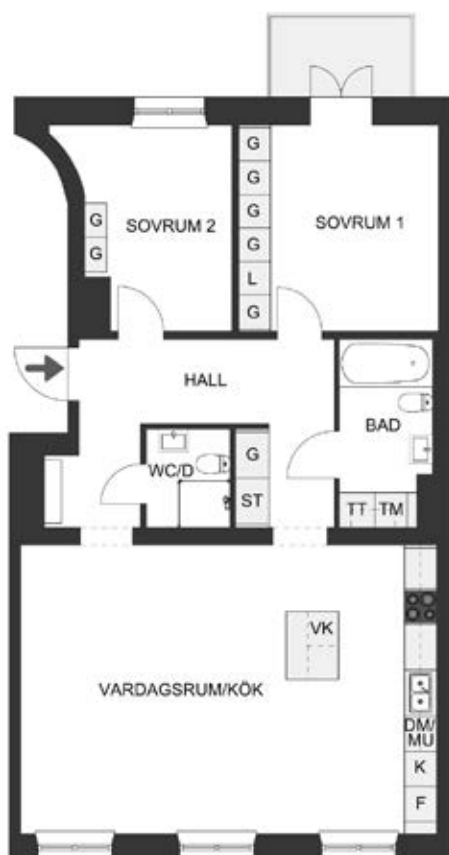 G
G
G
G
G
L
G
G
SOVRUM 2
SOVRUM 1
HALL
BAD
WC/D
G
ST
TT TM
VK
VARDAGSRUM/KÖK
DM/
MU
K
F